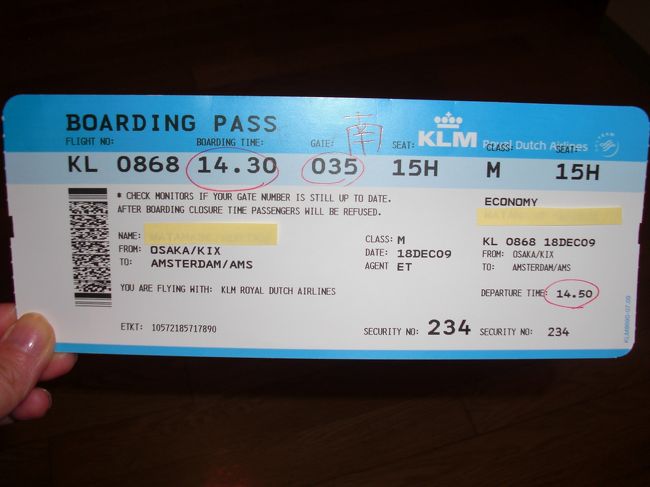 BOARDING PASS
南
KLM Royal Dutch Airlines
FLIGHT NO: BOARDING TIME: GATE: SEAT: CLASS: SEAT:
KL 0868 14.30 035 15H M 15H
* CHECK MONITORS IF YOUR GATE NUMBER IS STILL UP TO DATE.
AFTER BOARDING CLOSURE TIME PASSENGERS WILL BE REFUSED.
NAME:
FROM: OSAKA/KIX
TO: AMSTERDAM/AMS
CLASS: M
DATE: 18DEC09
AGENT ET
YOU ARE FLYING WITH: KLM ROYAL DUTCH AIRLINES
ETKT: 10572185717890
SECURITY NO: 234
ECONOMY
KL 0868 18DEC09
FROM: OSAKA/KIX
TO: AMSTERDAM/AMS
DEPARTURE TIME: 14.50
SECURITY NO: 234